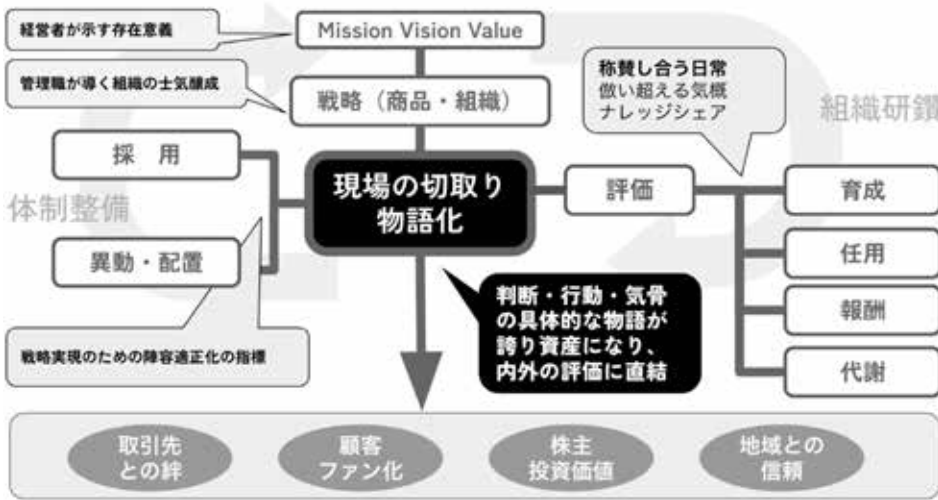 経営者が示す存在意義
Mission Vision Value
管理職が導く組織の士気醸成
戦略（商品・組織）
称賛し合う日常
倣い超える気概
ナレッジシェア
組織研鑽
採 用
体制整備
異動・配置
現場の切取り
物語化
評価
育成
任用
報酬
代謝
判断・行動・気骨
の具体的な物語が
誇り資産になり、
内外の評価に直結
戦略実現のための陣容適正化の指標
取引先
との絆
顧客
ファン化
株主
投資価値
地域との
信頼